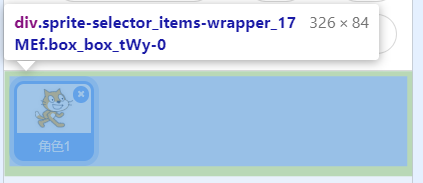 div.sprite-selector_items-wrapper_17 326 × 84
MEf.box_box_tWy-0
角色1